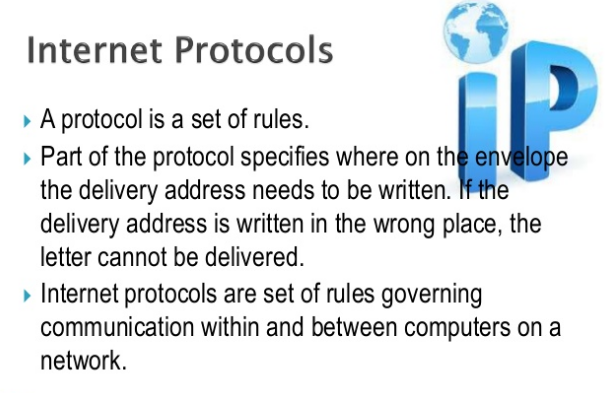 Internet Protocols
iP
A protocol is a set of rules.
Part of the protocol specifies where on the envelope
the delivery address needs to be written. If the
delivery address is written in the wrong place, the
letter cannot be delivered.
Internet protocols are set of rules governing
communication within and between computers on a
network.